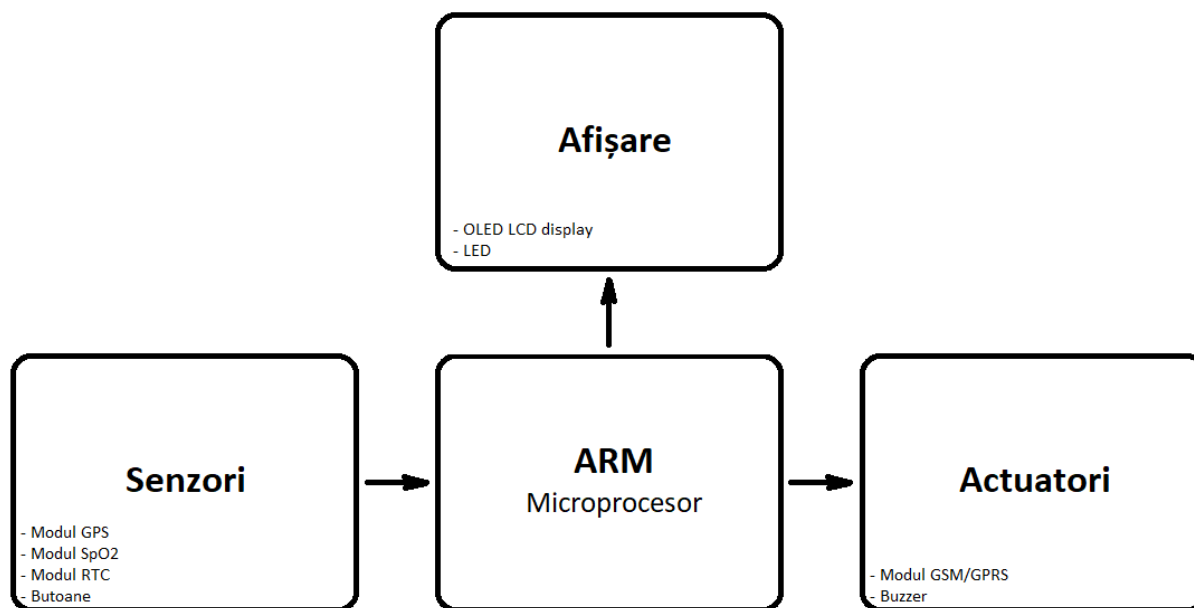 Afișare
- OLED LCD display
- LED
Senzori
- Modul GPS
- Modul SpO2
- Modul RTC
- Butoane
ARM
Microprocesor
Actuatori
- Modul GSM/GPRS
- Buzzer